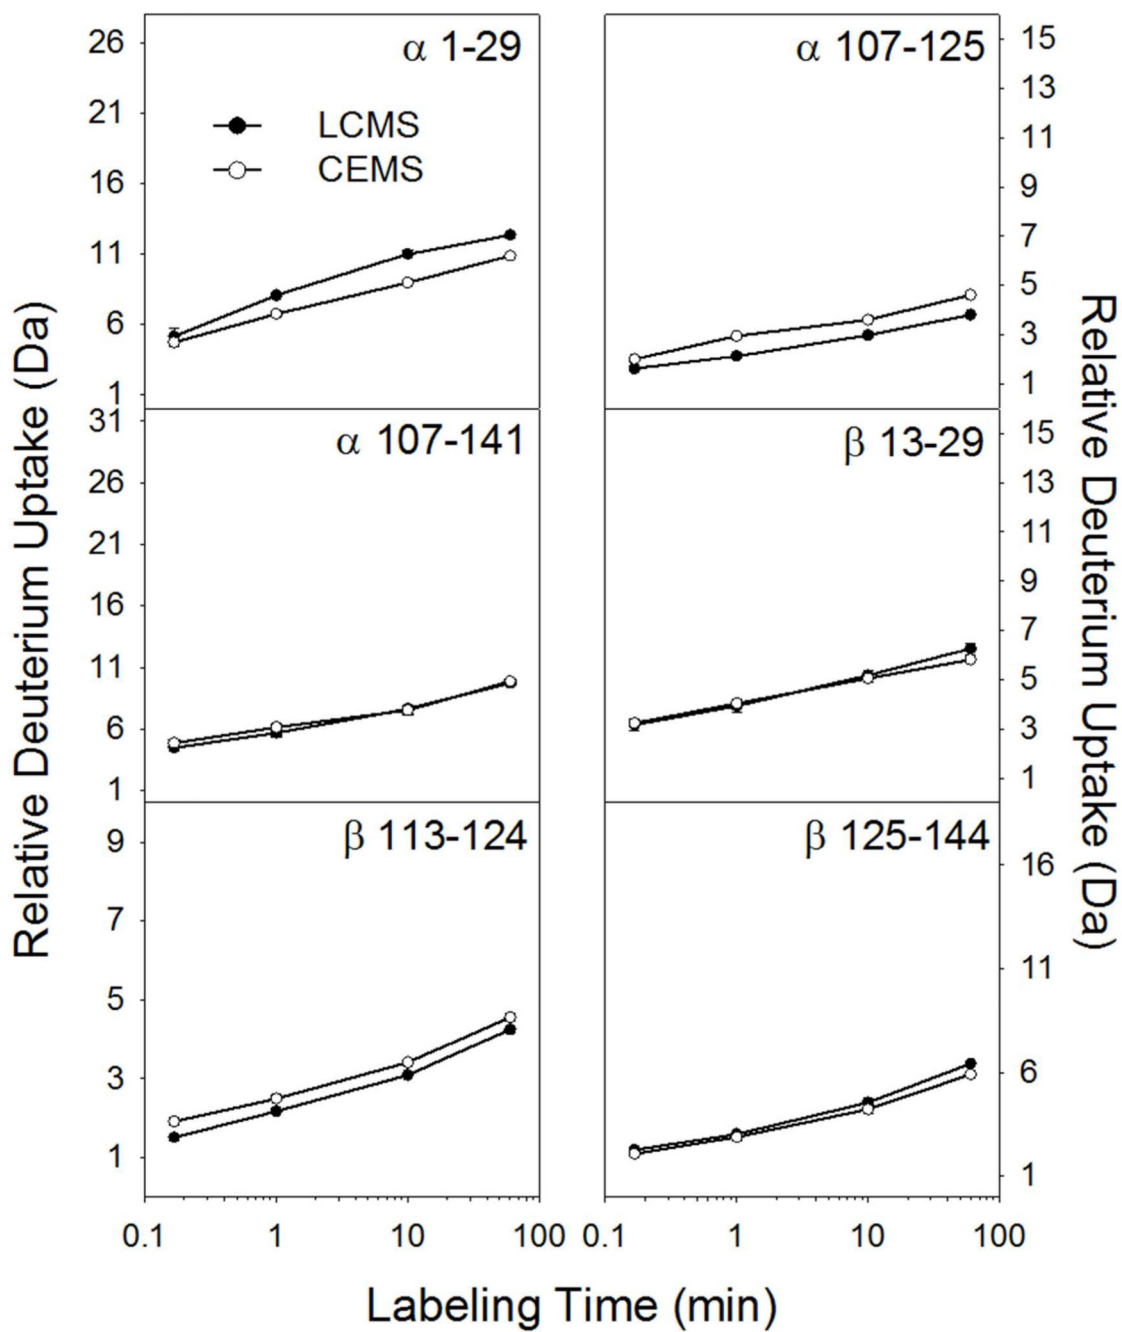 α 1-29
26
21
16
11
6
1
LCMS
CEMS
α 107-125
15
13
11
9
7
5
3
1
α 107-141
31
26
21
16
11
6
1
β 13-29
15
13
11
9
7
5
3
1
β 113-124
9
7
5
3
1
β 125-144
16
11
6
1
0.1 1 10 100
0.1 1 10 100
Labeling Time (min)
Relative Deuterium Uptake (Da)
Relative Deuterium Uptake (Da)